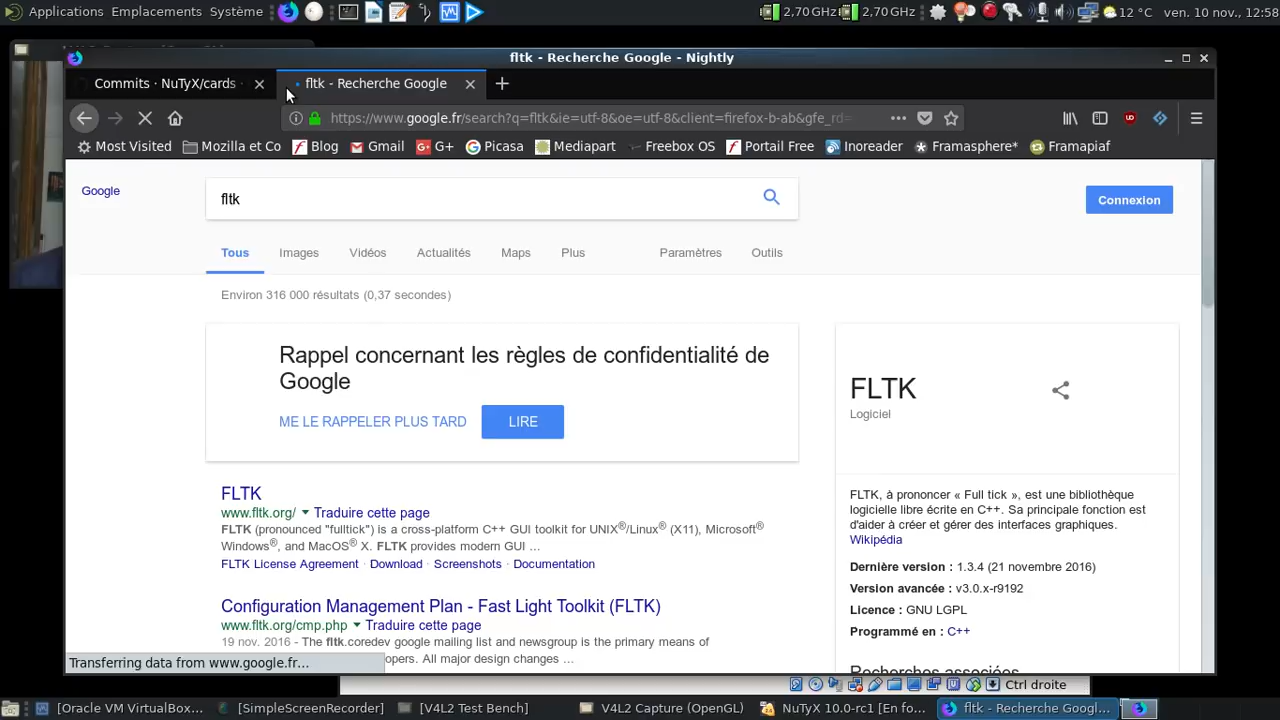 Applications Emplacements Système 2,70 GHz 2,70 GHz 12 °C ven. 10 nov., 12:58
fltk - Recherche Google - Nightly
Commits · NuTyX/cards · fltk - Recherche Google
https://www.google.fr/search?q=fltk&ie=utf-8&oe=utf-8&client=firefox-b-ab&gfe_rd=
Most Visited Mozilla et Co Blog Gmail G+ Picasa Mediapart Freebox OS Portail Free Inoreader Framasphere* Framapiaf
Google fltk Connexion
Tous Images Vidéos Actualités Maps Plus Paramètres Outils
Environ 316 000 résultats (0,37 secondes)
Rappel concernant les règles de confidentialité de
Google
ME LE RAPPELER PLUS TARD LIRE
FLTK
www.fltk.org/ Traduire cette page
FLTK (pronounced "fulltick") is a cross-platform C++ GUI toolkit for UNIX®/Linux® (X11), Microsoft®
Windows®, and MacOS® X. FLTK provides modern GUI ...
FLTK License Agreement · Download · Screenshots · Documentation
Configuration Management Plan - Fast Light Toolkit (FLTK)
www.fltk.org/cmp.php Traduire cette page
19 nov. 2016 - The fltk.coredev google mailing list and newsgroup is the primary means of
opers. All major design changes ...
FLTK
Logiciel
FLTK, à prononcer « Full tick », est une bibliothèque
logicielle libre écrite en C++. Sa principale fonction est
d'aider à créer et gérer des interfaces graphiques.
Wikipédia
Dernière version : 1.3.4 (21 novembre 2016)
Version avancée : v3.0.x-r9192
Licence : GNU LGPL
Programmé en : C++
Recherches associées
Transferring data from www.google.fr...
Ctrl droite
[Oracle VM VirtualBox... [SimpleScreenRecorder] [V4L2 Test Bench] V4L2 Capture (OpenGL) NuTyX 10.0-rc1 [En fo... fltk - Recherche Googl...